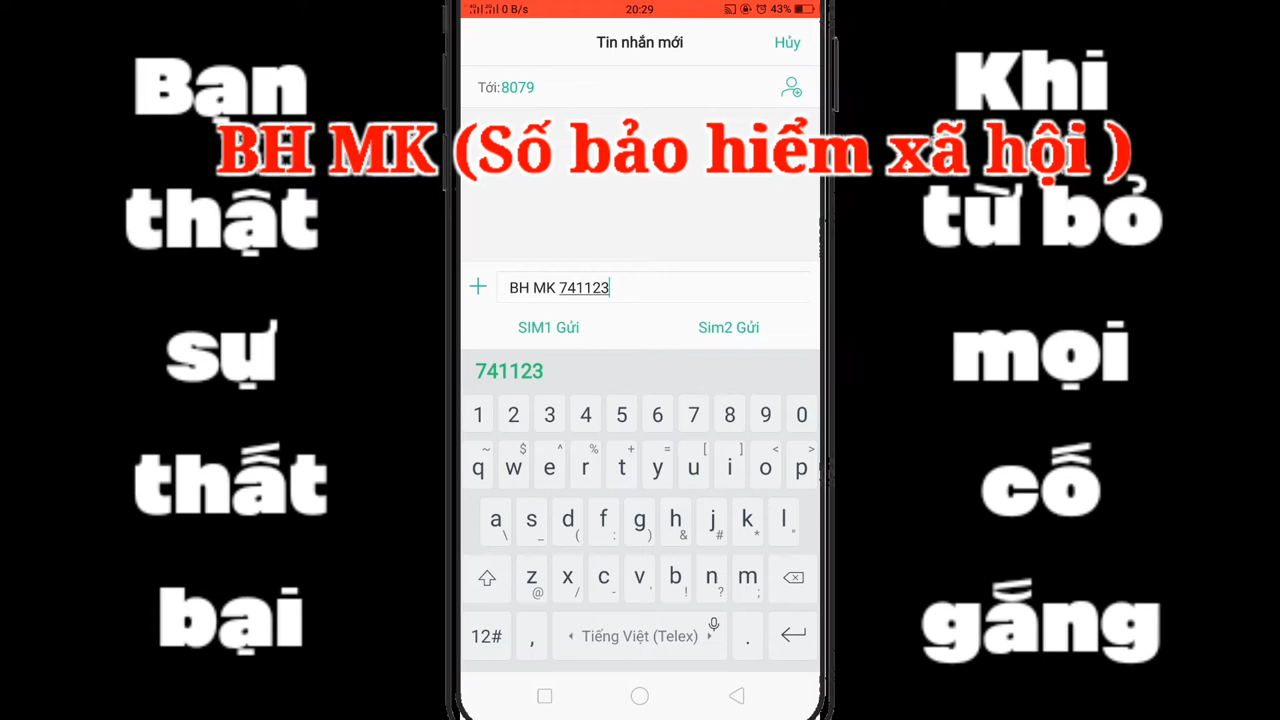 0 B/s 20:29 43%
Tin nhắn mới Hủy
Tới: 8079
BH MK (Số bảo hiểm xã hội )
Bạn
thật
sự
thất
bại
Khi
từ bỏ
mọi
cố
gắng
+ BH MK 741123
SIM1 Gửi Sim2 Gửi
741123
1 2 3 4 5 6 7 8 9 0
~ $ ^ % + = [ ] < >
q w e r t y u i o p
a s d f g h j k l
\ _ ( : ) & # * "
z x c v b n m
@ / - ' ! ? ;
12# , Tiếng Việt (Telex) .